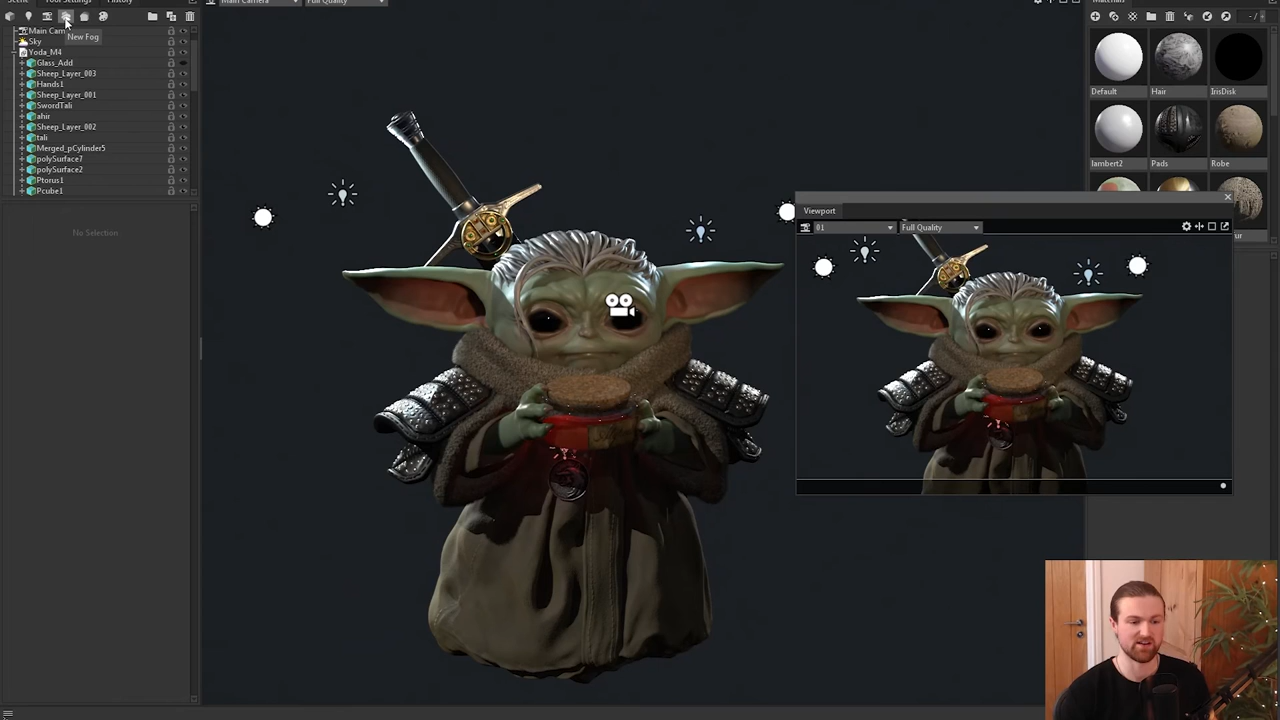 Scene Tool Settings History
Main Camera
Full Quality
Materials
New Fog
Main Cam
Sky
Yoda_M4
Glass_Add
Sheep_Layer_003
Hands1
Sheep_Layer_001
SwordTali
ahir
Sheep_Layer_002
tali
Merged_pCylinder5
polySurface7
polySurface2
Ptorus1
Pcube1
No Selection
- /
Default
Hair
IrisDisk
lambert2
Pads
Robe
Viewport
01
Full Quality